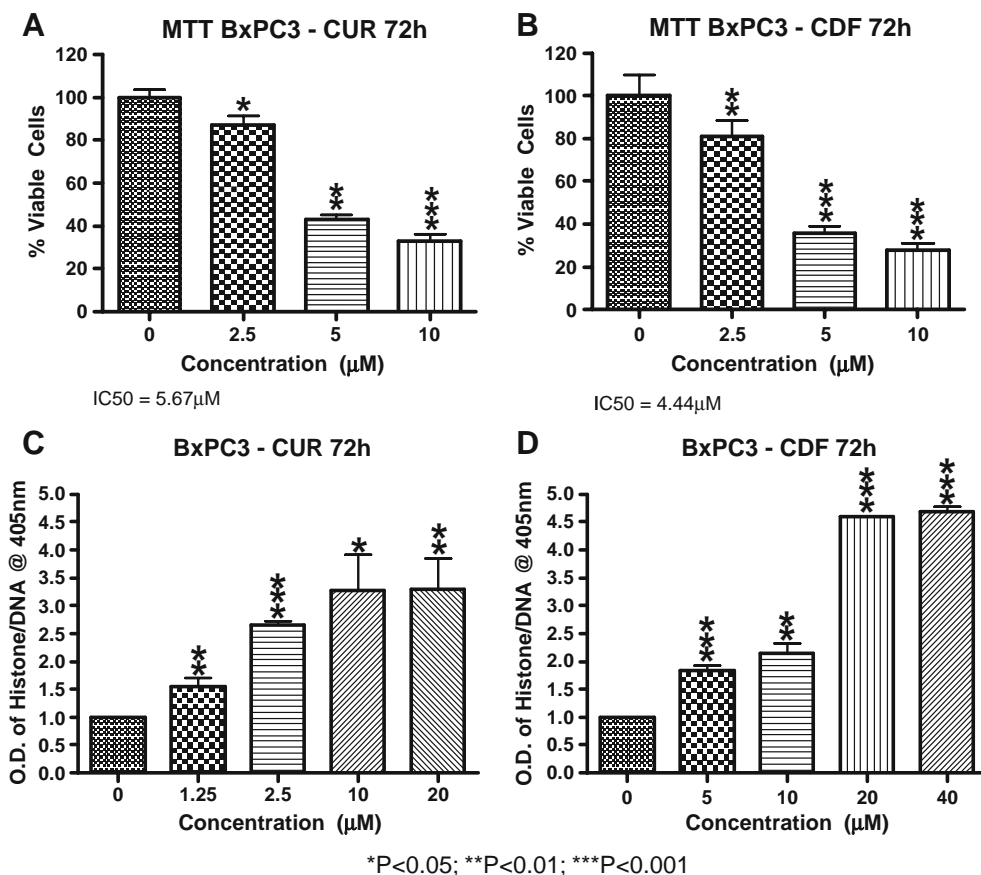 A
MTT BxPC3 - CUR 72h
% Viable Cells
120
100
80
60
40
20
0
*
**
***
0 2.5 5 10
Concentration (μM)
IC50 = 5.67μM
B
MTT BxPC3 - CDF 72h
% Viable Cells
120
100
80
60
40
20
0
**
***
***
0 2.5 5 10
Concentration (μM)
IC50 = 4.44μM
C
BxPC3 - CUR 72h
O.D. of Histone/DNA @ 405nm
5.0
4.5
4.0
3.5
3.0
2.5
2.0
1.5
1.0
0.5
0.0
**
***
*
**
0 1.25 2.5 10 20
Concentration (μM)
D
BxPC3 - CDF 72h
O.D. of Histone/DNA @ 405nm
5.0
4.5
4.0
3.5
3.0
2.5
2.0
1.5
1.0
0.5
0.0
***
**
***
***
0 5 10 20 40
Concentration (μM)
*P<0.05; **P<0.01; ***P<0.001